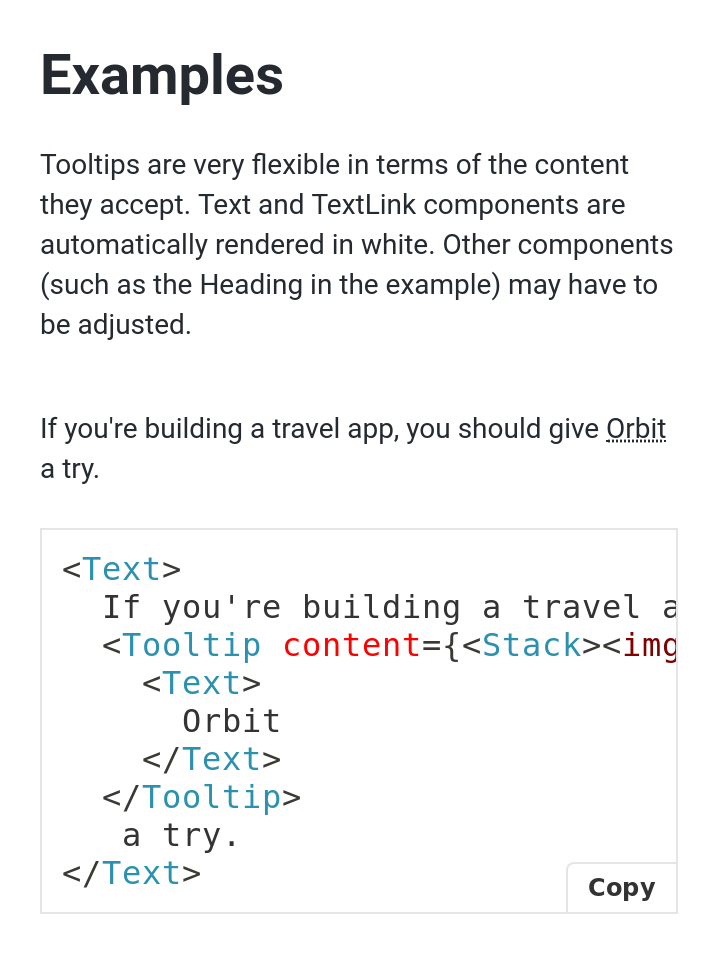 Examples
Tooltips are very flexible in terms of the content
they accept. Text and TextLink components are
automatically rendered in white. Other components
(such as the Heading in the example) may have to
be adjusted.
If you're building a travel app, you should give Orbit
a try.
<Text>
  If you're building a travel a
  <Tooltip content={<Stack><img
    <Text>
      Orbit
    </Text>
  </Tooltip>
   a try.
</Text>
Copy